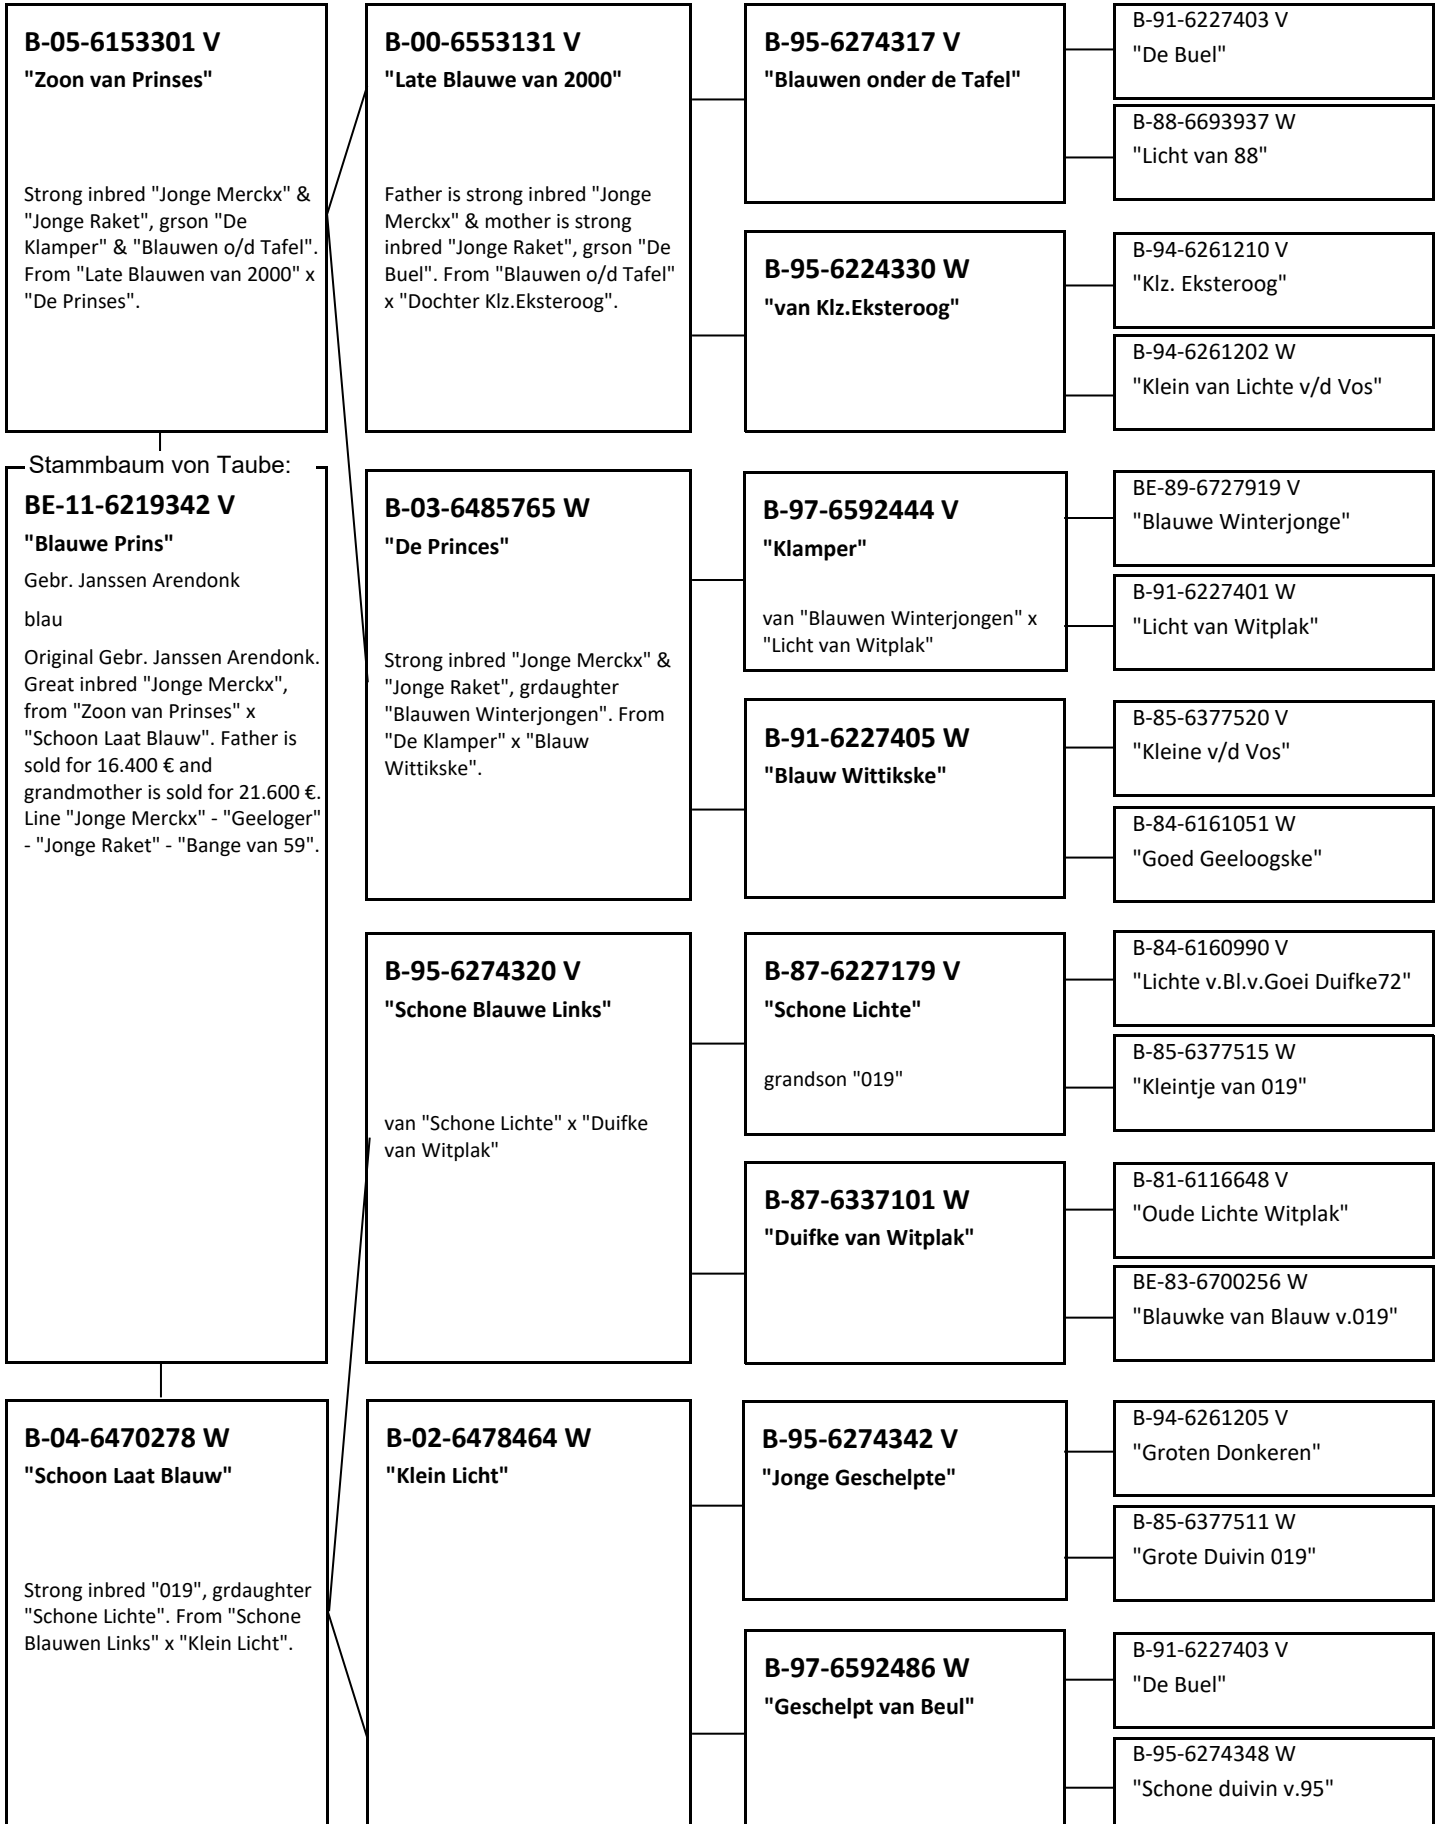 B-05-6153301 V
"Zoon van Prinses"
Strong inbred "Jonge Merckx" &
"Jonge Raket", grson "De
Klamper" & "Blauwen o/d Tafel".
From "Late Blauwen van 2000" x
"De Prinses".
Stammbaum von Taube:
BE-11-6219342 V
"Blauwe Prins"
Gebr. Janssen Arendonk
blau
Original Gebr. Janssen Arendonk.
Great inbred "Jonge Merckx",
from "Zoon van Prinses" x
"Schoon Laat Blauw". Father is
sold for 16.400 € and
grandmother is sold for 21.600 €.
Line "Jonge Merckx" - "Geeloger"
- "Jonge Raket" - "Bange van 59".
B-04-6470278 W
"Schoon Laat Blauw"
Strong inbred "019", grdaughter
"Schone Lichte". From "Schone
Blauwen Links" x "Klein Licht".
B-00-6553131 V
"Late Blauwe van 2000"
Father is strong inbred "Jonge
Merckx" & mother is strong
inbred "Jonge Raket", grson "De
Buel". From "Blauwen o/d Tafel"
x "Dochter Klz.Eksteroog".
B-03-6485765 W
"De Princes"
Strong inbred "Jonge Merckx" &
"Jonge Raket", grdaughter
"Blauwen Winterjongen". From
"De Klamper" x "Blauw
Wittikske".
B-95-6274320 V
"Schone Blauwe Links"
van "Schone Lichte" x "Duifke
van Witplak"
B-02-6478464 W
"Klein Licht"
B-95-6274317 V
"Blauwen onder de Tafel"
B-95-6224330 W
"van Klz.Eksteroog"
B-97-6592444 V
"Klamper"
van "Blauwen Winterjongen" x
"Licht van Witplak"
B-91-6227405 W
"Blauw Wittikske"
B-87-6227179 V
"Schone Lichte"
grandson "019"
B-87-6337101 W
"Duifke van Witplak"
B-95-6274342 V
"Jonge Geschelpte"
B-97-6592486 W
"Geschelpt van Beul"
B-91-6227403 V
"De Buel"
B-88-6693937 W
"Licht van 88"
B-94-6261210 V
"Klz. Eksteroog"
B-94-6261202 W
"Klein van Lichte v/d Vos"
BE-89-6727919 V
"Blauwe Winterjonge"
B-91-6227401 W
"Licht van Witplak"
B-85-6377520 V
"Kleine v/d Vos"
B-84-6161051 W
"Goed Geeloogske"
B-84-6160990 V
"Lichte v.Bl.v.Goei Duifke72"
B-85-6377515 W
"Kleintje van 019"
B-81-6116648 V
"Oude Lichte Witplak"
BE-83-6700256 W
"Blauwke van Blauw v.019"
B-94-6261205 V
"Groten Donkeren"
B-85-6377511 W
"Grote Duivin 019"
B-91-6227403 V
"De Buel"
B-95-6274348 W
"Schone duivin v.95"